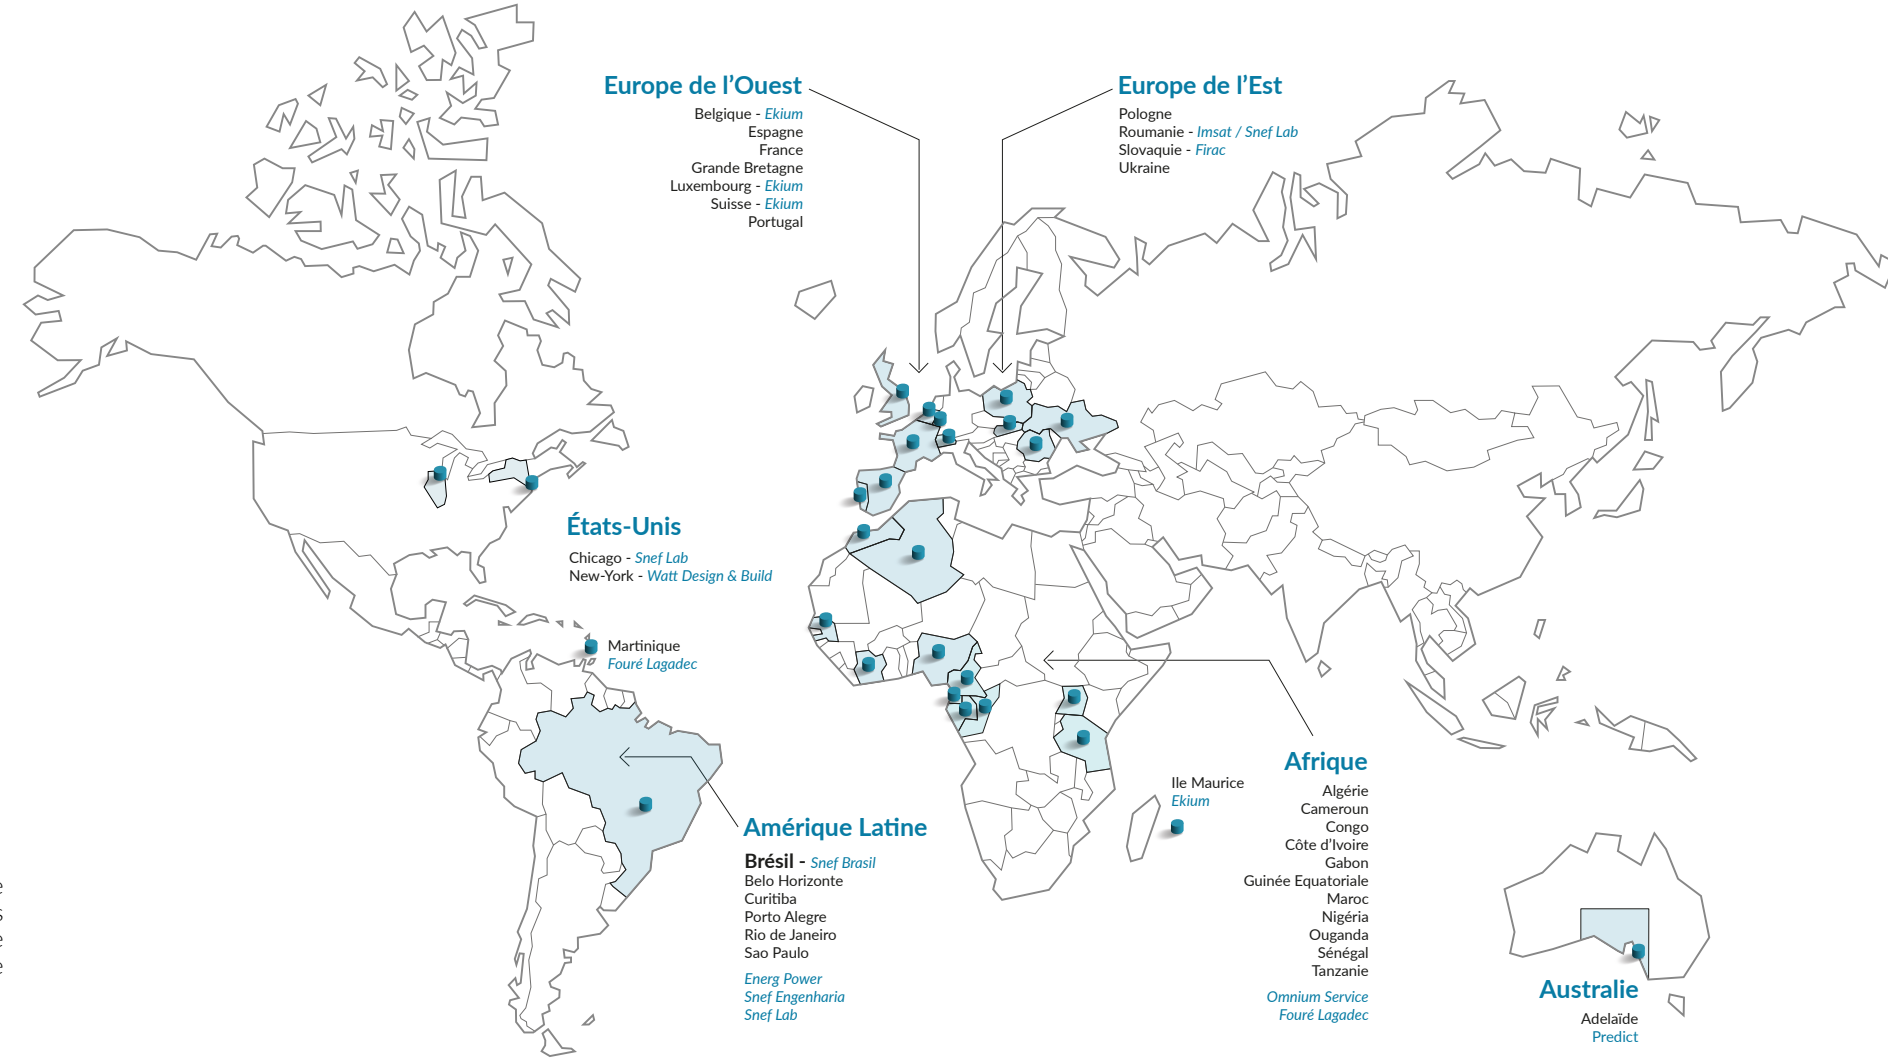 Europe de l’Ouest
Belgique - Ekium
Espagne
France
Grande Bretagne
Luxembourg - Ekium
Suisse - Ekium
Portugal
Europe de l’Est
Pologne
Roumanie - Imsat / Snef Lab
Slovaquie - Firac
Ukraine
États-Unis
Chicago - Snef Lab
New-York - Watt Design & Build
Martinique
Fouré Lagadec
Amérique Latine
Brésil - Snef Brasil
Belo Horizonte
Curitiba
Porto Alegre
Rio de Janeiro
Sao Paulo
Energ Power
Snef Engenharia
Snef Lab
Ile Maurice
Ekium
Afrique
Algérie
Cameroun
Congo
Côte d’Ivoire
Gabon
Guinée Equatoriale
Maroc
Nigéria
Ouganda
Sénégal
Tanzanie
Omnium Service
Fouré Lagadec
Australie
Adelaïde
Predict